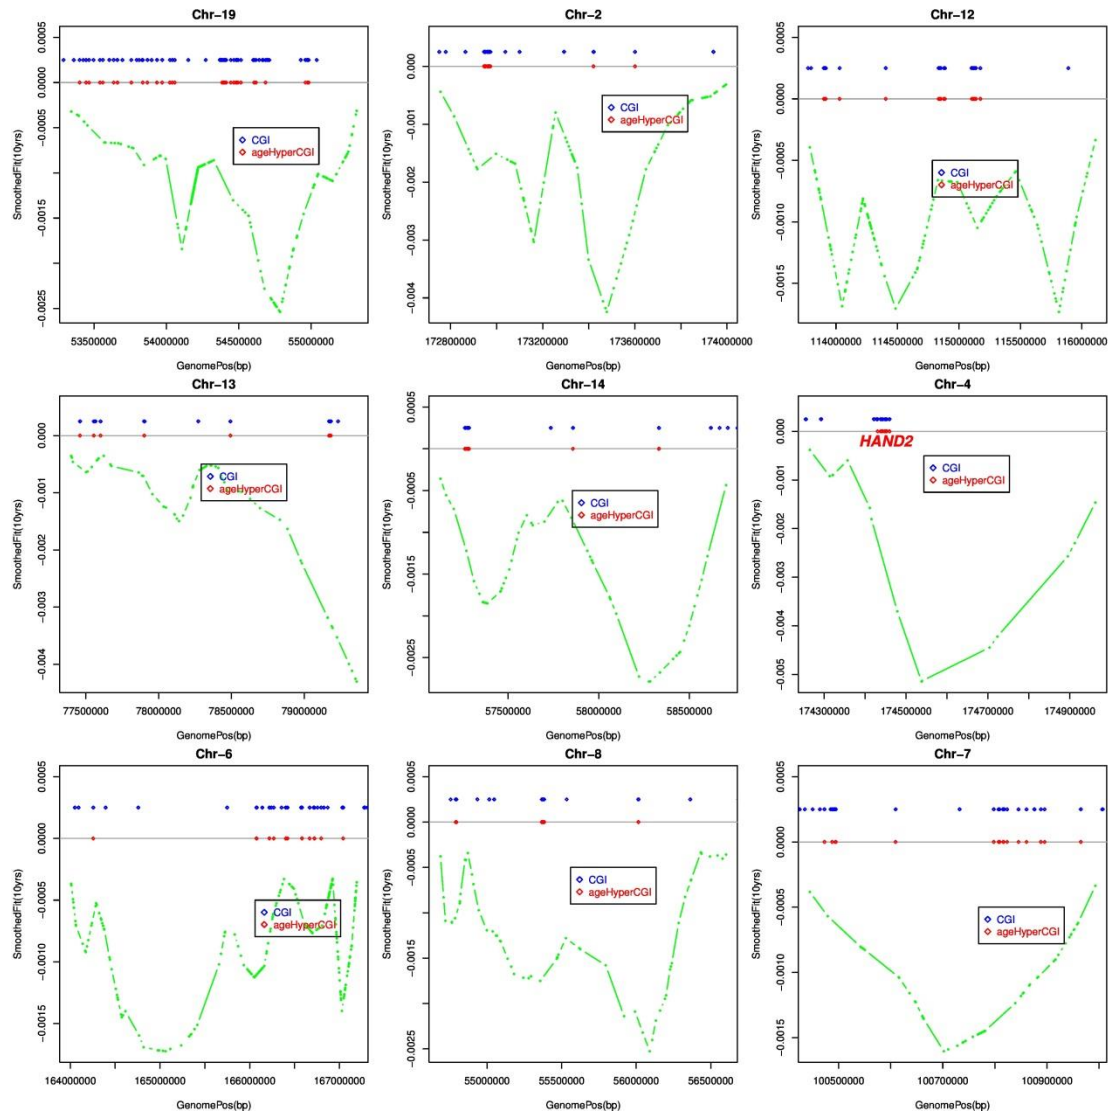 Chr-19
SmoothedFit(10yrs)
0.0005
0.0000
-0.0005
-0.0015
-0.0025
CGI
ageHyperCGI
53500000 54000000 54500000 55000000
GenomePos(bp)
Chr-2
SmoothedFit(10yrs)
0.000
-0.001
-0.002
-0.003
-0.004
CGI
ageHyperCGI
172800000 173200000 173600000 174000000
GenomePos(bp)
Chr-12
SmoothedFit(10yrs)
0.0005
0.0000
-0.0005
-0.0010
-0.0015
CGI
ageHyperCGI
114000000 114500000 115000000 115500000 116000000
GenomePos(bp)
Chr-13
SmoothedFit(10yrs)
0.000
-0.001
-0.002
-0.003
-0.004
CGI
ageHyperCGI
77500000 78000000 78500000 79000000
GenomePos(bp)
Chr-14
SmoothedFit(10yrs)
0.0005
-0.0005
-0.0015
-0.0025
CGI
ageHyperCGI
57500000 58000000 58500000
GenomePos(bp)
Chr-4
SmoothedFit(10yrs)
0.000
-0.001
-0.002
-0.003
-0.004
-0.005
HAND2
CGI
ageHyperCGI
174300000 174500000 174700000 174900000
GenomePos(bp)
Chr-6
SmoothedFit(10yrs)
0.0005
0.0000
-0.0005
-0.0010
-0.0015
CGI
ageHyperCGI
164000000 165000000 166000000 167000000
GenomePos(bp)
Chr-8
SmoothedFit(10yrs)
0.0005
-0.0005
-0.0015
-0.0025
CGI
ageHyperCGI
55000000 55500000 56000000 56500000
GenomePos(bp)
Chr-7
SmoothedFit(10yrs)
0.0005
0.0000
-0.0005
-0.0010
-0.0015
CGI
ageHyperCGI
100500000 100700000 100900000
GenomePos(bp)